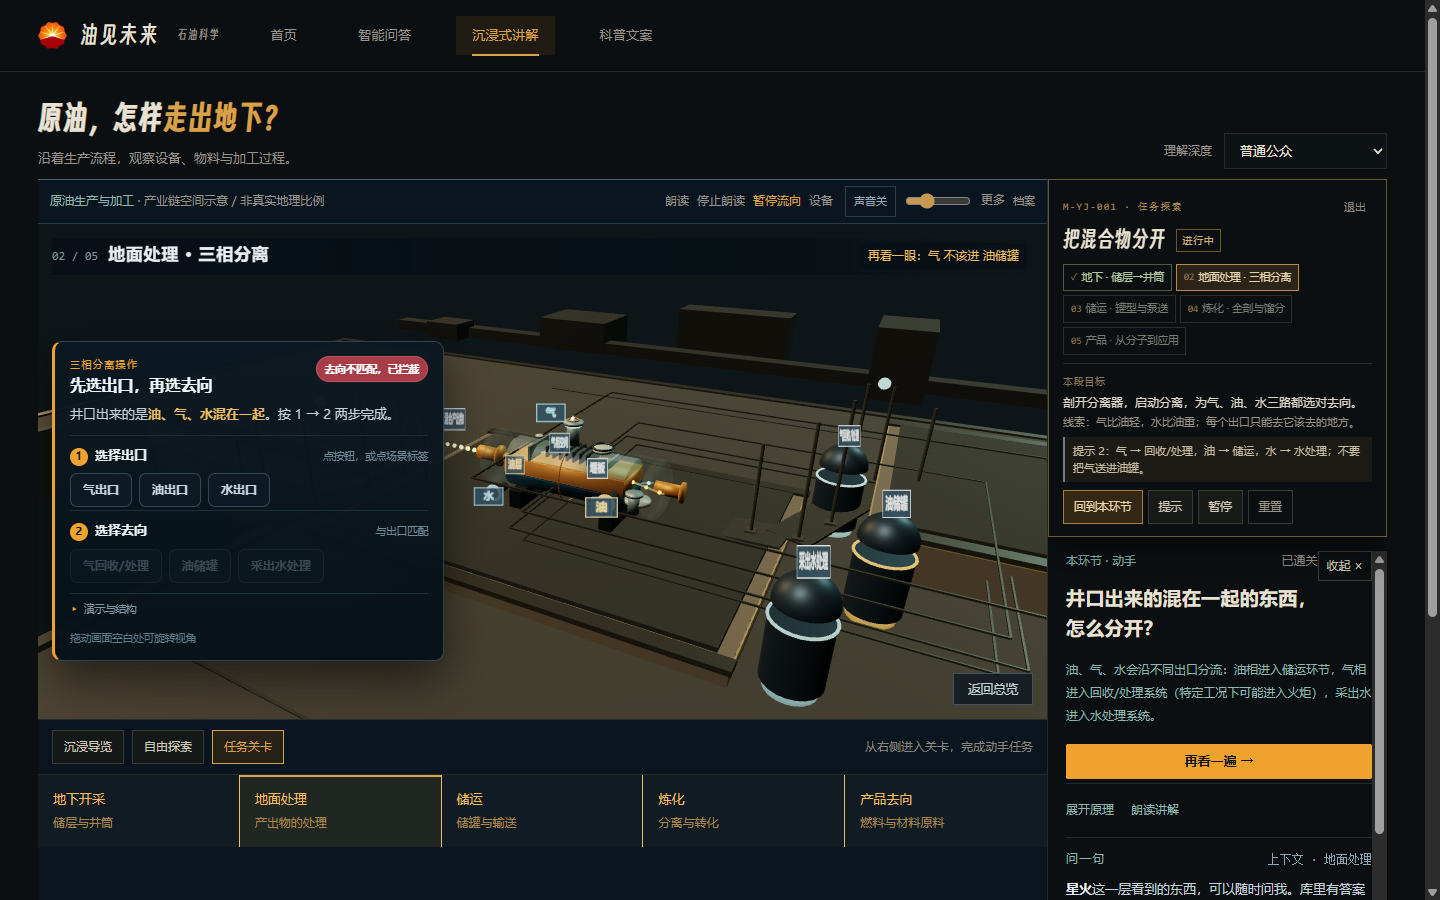 油见未来 石油科学 首页 智能问答 沉浸式讲解 科普文案
原油，怎样走出地下？
沿着生产流程，观察设备、物料与加工过程。
理解深度 普通公众
原油生产与加工 · 产业链空间示意 / 非真实地理比例
朗读 停止朗读 暂停流向 设备 声音关 更多 档案
02 / 05 地面处理 · 三相分离
再看一眼：气 不该进 油储罐
三相分离操作
先选出口，再选去向
去向不匹配，已拦截
井口出来的是油、气、水混在一起。按 1 → 2 两步完成。
1 选择出口
点按钮，或点场景标签
气出口 油出口 水出口
2 选择去向
与出口匹配
气回收/处理 油储罐 采出水处理
▸ 演示与结构
拖动画面空白处可旋转视角
气
水
油
油储罐
采出水处理
返回总览
沉浸导览 自由探索 任务关卡
从右侧进入关卡，完成动手任务
地下开采
储层与井筒
地面处理
产出物的处理
储运
储罐与输送
炼化
分离与转化
产品去向
燃料与材料原料
M-YJ-001 · 任务探索
退出
把混合物分开 进行中
✓ 地下 · 储层→井筒
02 地面处理 · 三相分离
03 储运 · 罐型与泵送
04 炼化 · 全剖与馏分
05 产品 · 从分子到应用
本段目标
剖开分离器，启动分离，为气、油、水三路都选对去向。
线索：气比油轻，水比油重；每个出口只能去它该去的地方。
提示 2：气 → 回收/处理，油 → 储运，水 → 水处理；不要
把气送进油罐。
回到本环节 提示 暂停 重置
本环节 · 动手
已通关 收起 ×
井口出来的混在一起的东西，
怎么分开？
油、气、水会沿不同出口分流：油相进入储运环节，气相
进入回收/处理系统（特定工况下可能进入火炬），采出水
进入水处理系统。
再看一遍 →
展开原理 朗读讲解
问一句
上下文 · 地面处理
星火这一层看到的东西，可以随时问我。库里有答案